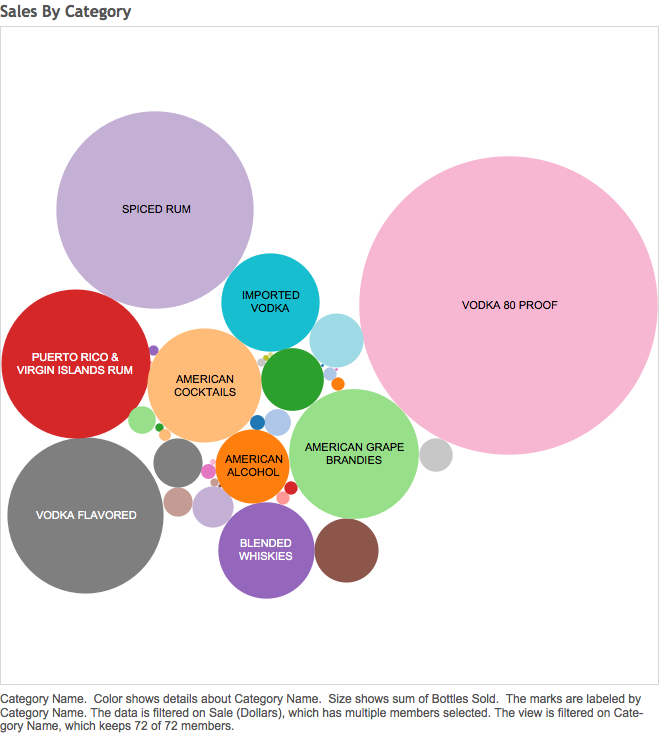 Sales By Category
SPICED RUM
IMPORTED
VODKA
VODKA 80 PROOF
PUERTO RICO &
VIRGIN ISLANDS RUM
AMERICAN
COCKTAILS
AMERICAN GRAPE
BRANDIES
AMERICAN
ALCOHOL
VODKA FLAVORED
BLENDED
WHISKIES
Category Name.  Color shows details about Category Name.  Size shows sum of Bottles Sold.  The marks are labeled by
Category Name. The data is filtered on Sale (Dollars), which has multiple members selected. The view is filtered on Cate-
gory Name, which keeps 72 of 72 members.